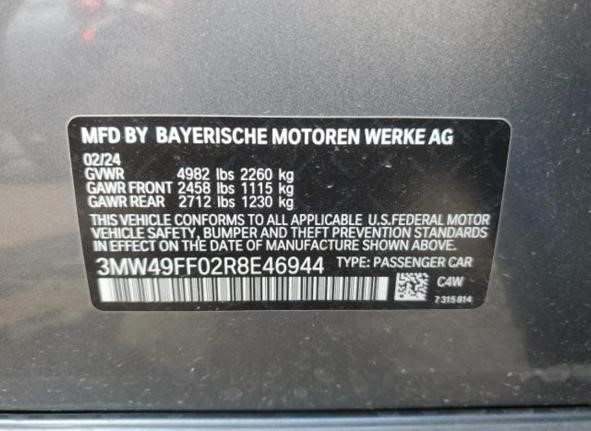 MFD BY BAYERISCHE MOTOREN WERKE AG
02/24
GVWR 4982 lbs 2260 kg
GAWR FRONT 2458 lbs 1115 kg
GAWR REAR 2712 lbs 1230 kg
THIS VEHICLE CONFORMS TO ALL APPLICABLE U.S.FEDERAL MOTOR
VEHICLE SAFETY, BUMPER AND THEFT PREVENTION STANDARDS
IN EFFECT ON THE DATE OF MANUFACTURE SHOWN ABOVE.
3MW49FF02R8E46944 TYPE: PASSENGER CAR
C4W
7 315 814